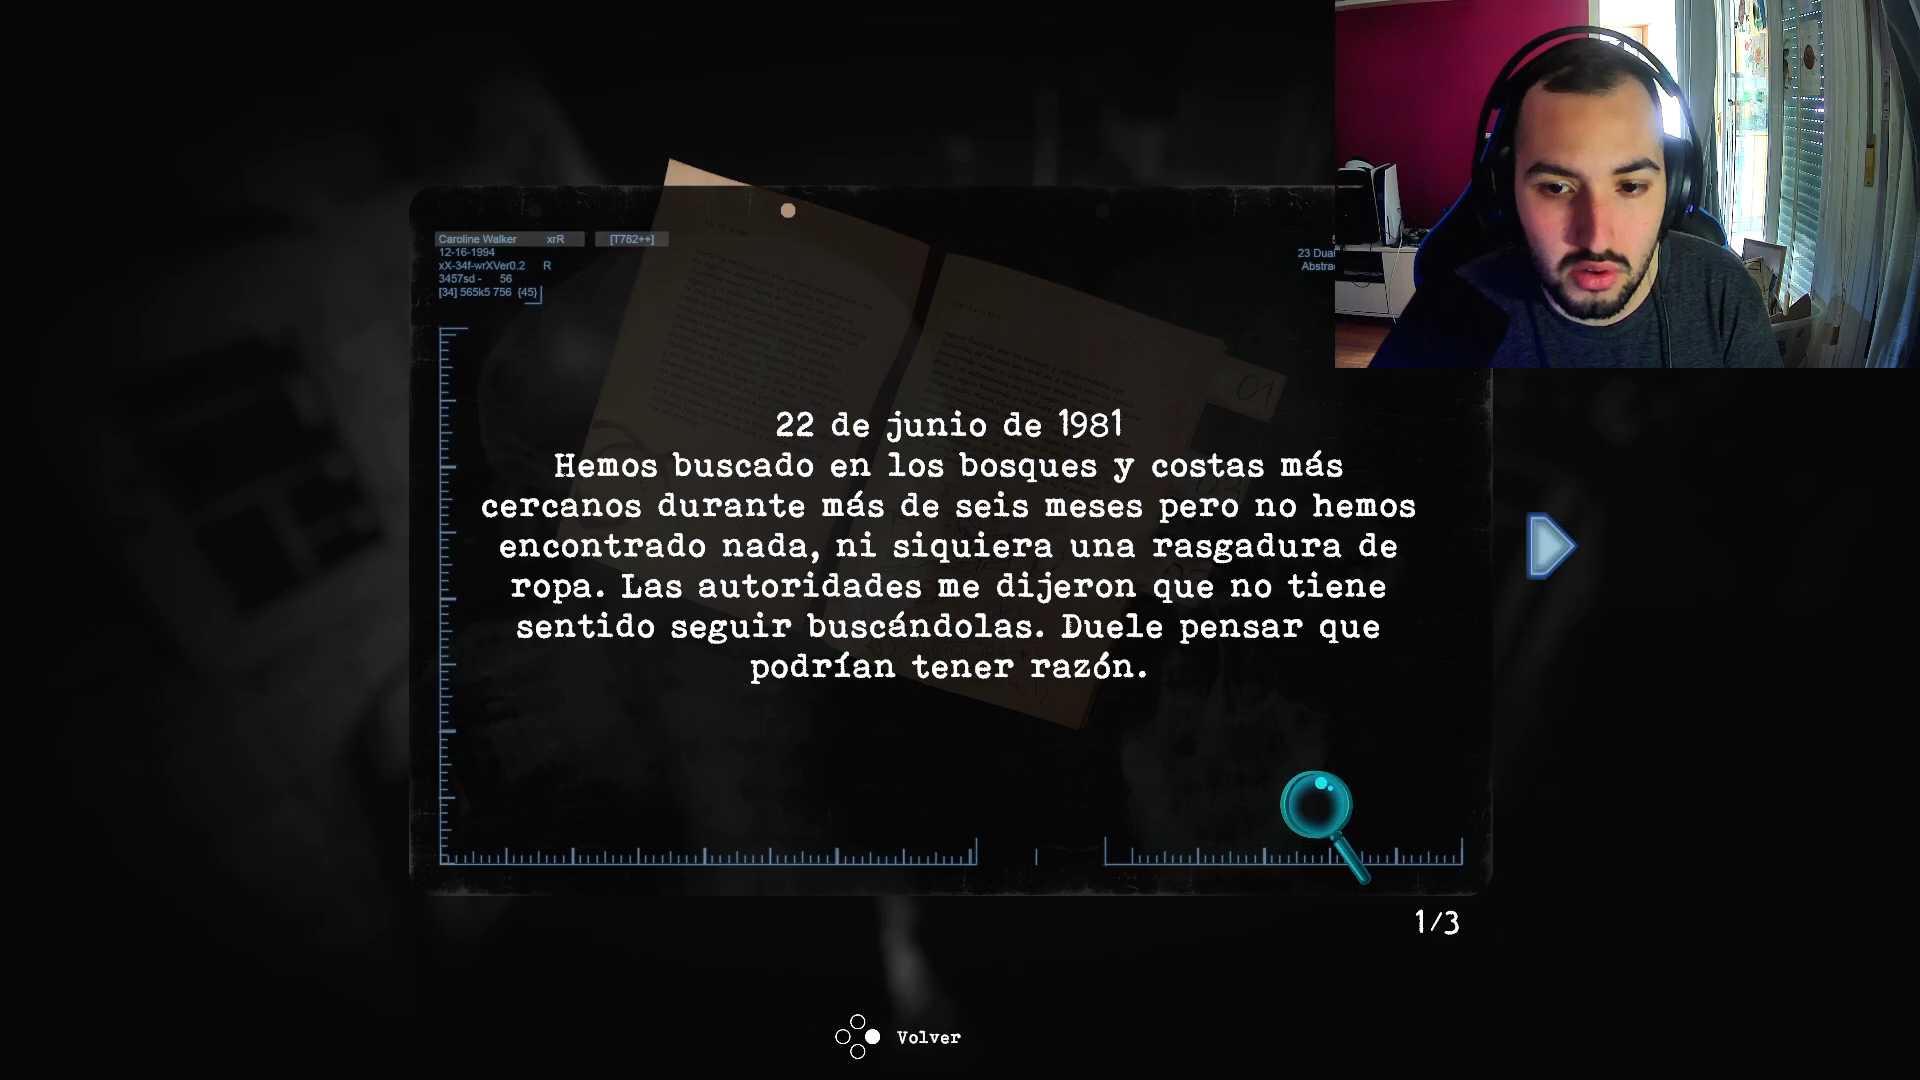 Caroline Walker xrR [T782++]
12-16-1994
xX-34f-wrXVer0.2 R
3457sd - 56
[34] 565k5 756 {45}
23 Dual
Abstra
01
22 de junio de 1981
Hemos buscado en los bosques y costas más
cercanos durante más de seis meses pero no hemos
encontrado nada, ni siquiera una rasgadura de
ropa. Las autoridades me dijeron que no tiene
sentido seguir buscándolas. Duele pensar que
podrían tener razón.
1/3
Volver